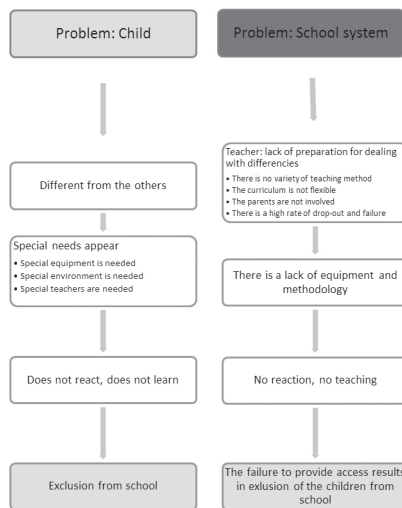 Problem: Child
Different from the others
Special needs appear
• Special equipment is needed
• Special environment is needed
• Special teachers are needed
Does not react, does not learn
Exclusion from school
Problem: School system
Teacher: lack of preparation for dealing
with differencies
• There is no variety of teaching method
• The curriculum is not flexible
• The parents are not involved
• There is a high rate of drop-out and failure
There is a lack of equipment and
methodology
No reaction, no teaching
The failure to provide access results
in exlusion of the children from
school